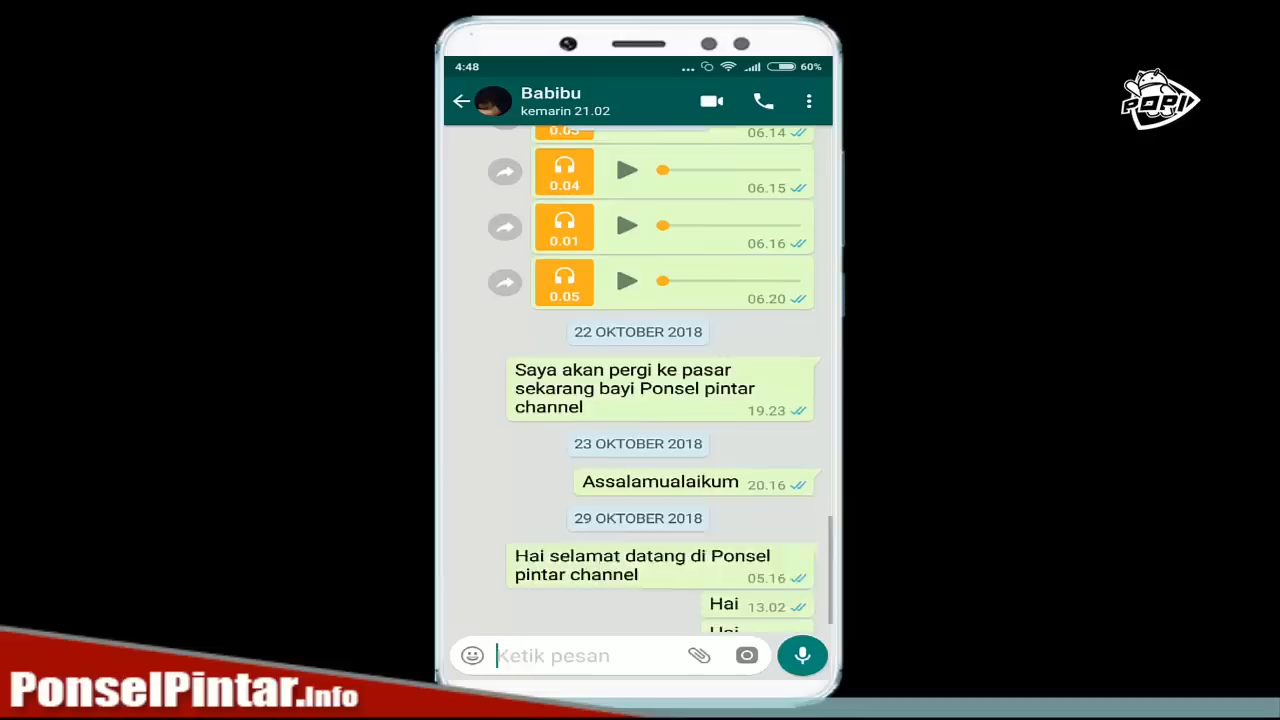 4:48
60%
Babibu
kemarin 21.02
POPI
0.05
06.14
0.04
06.15
0.01
06.16
0.05
06.20
22 OKTOBER 2018
Saya akan pergi ke pasar
sekarang bayi Ponsel pintar
channel
19.23
23 OKTOBER 2018
Assalamualaikum 20.16
29 OKTOBER 2018
Hai selamat datang di Ponsel
pintar channel
05.16
Hai 13.02
Ketik pesan
PonselPintar.Info